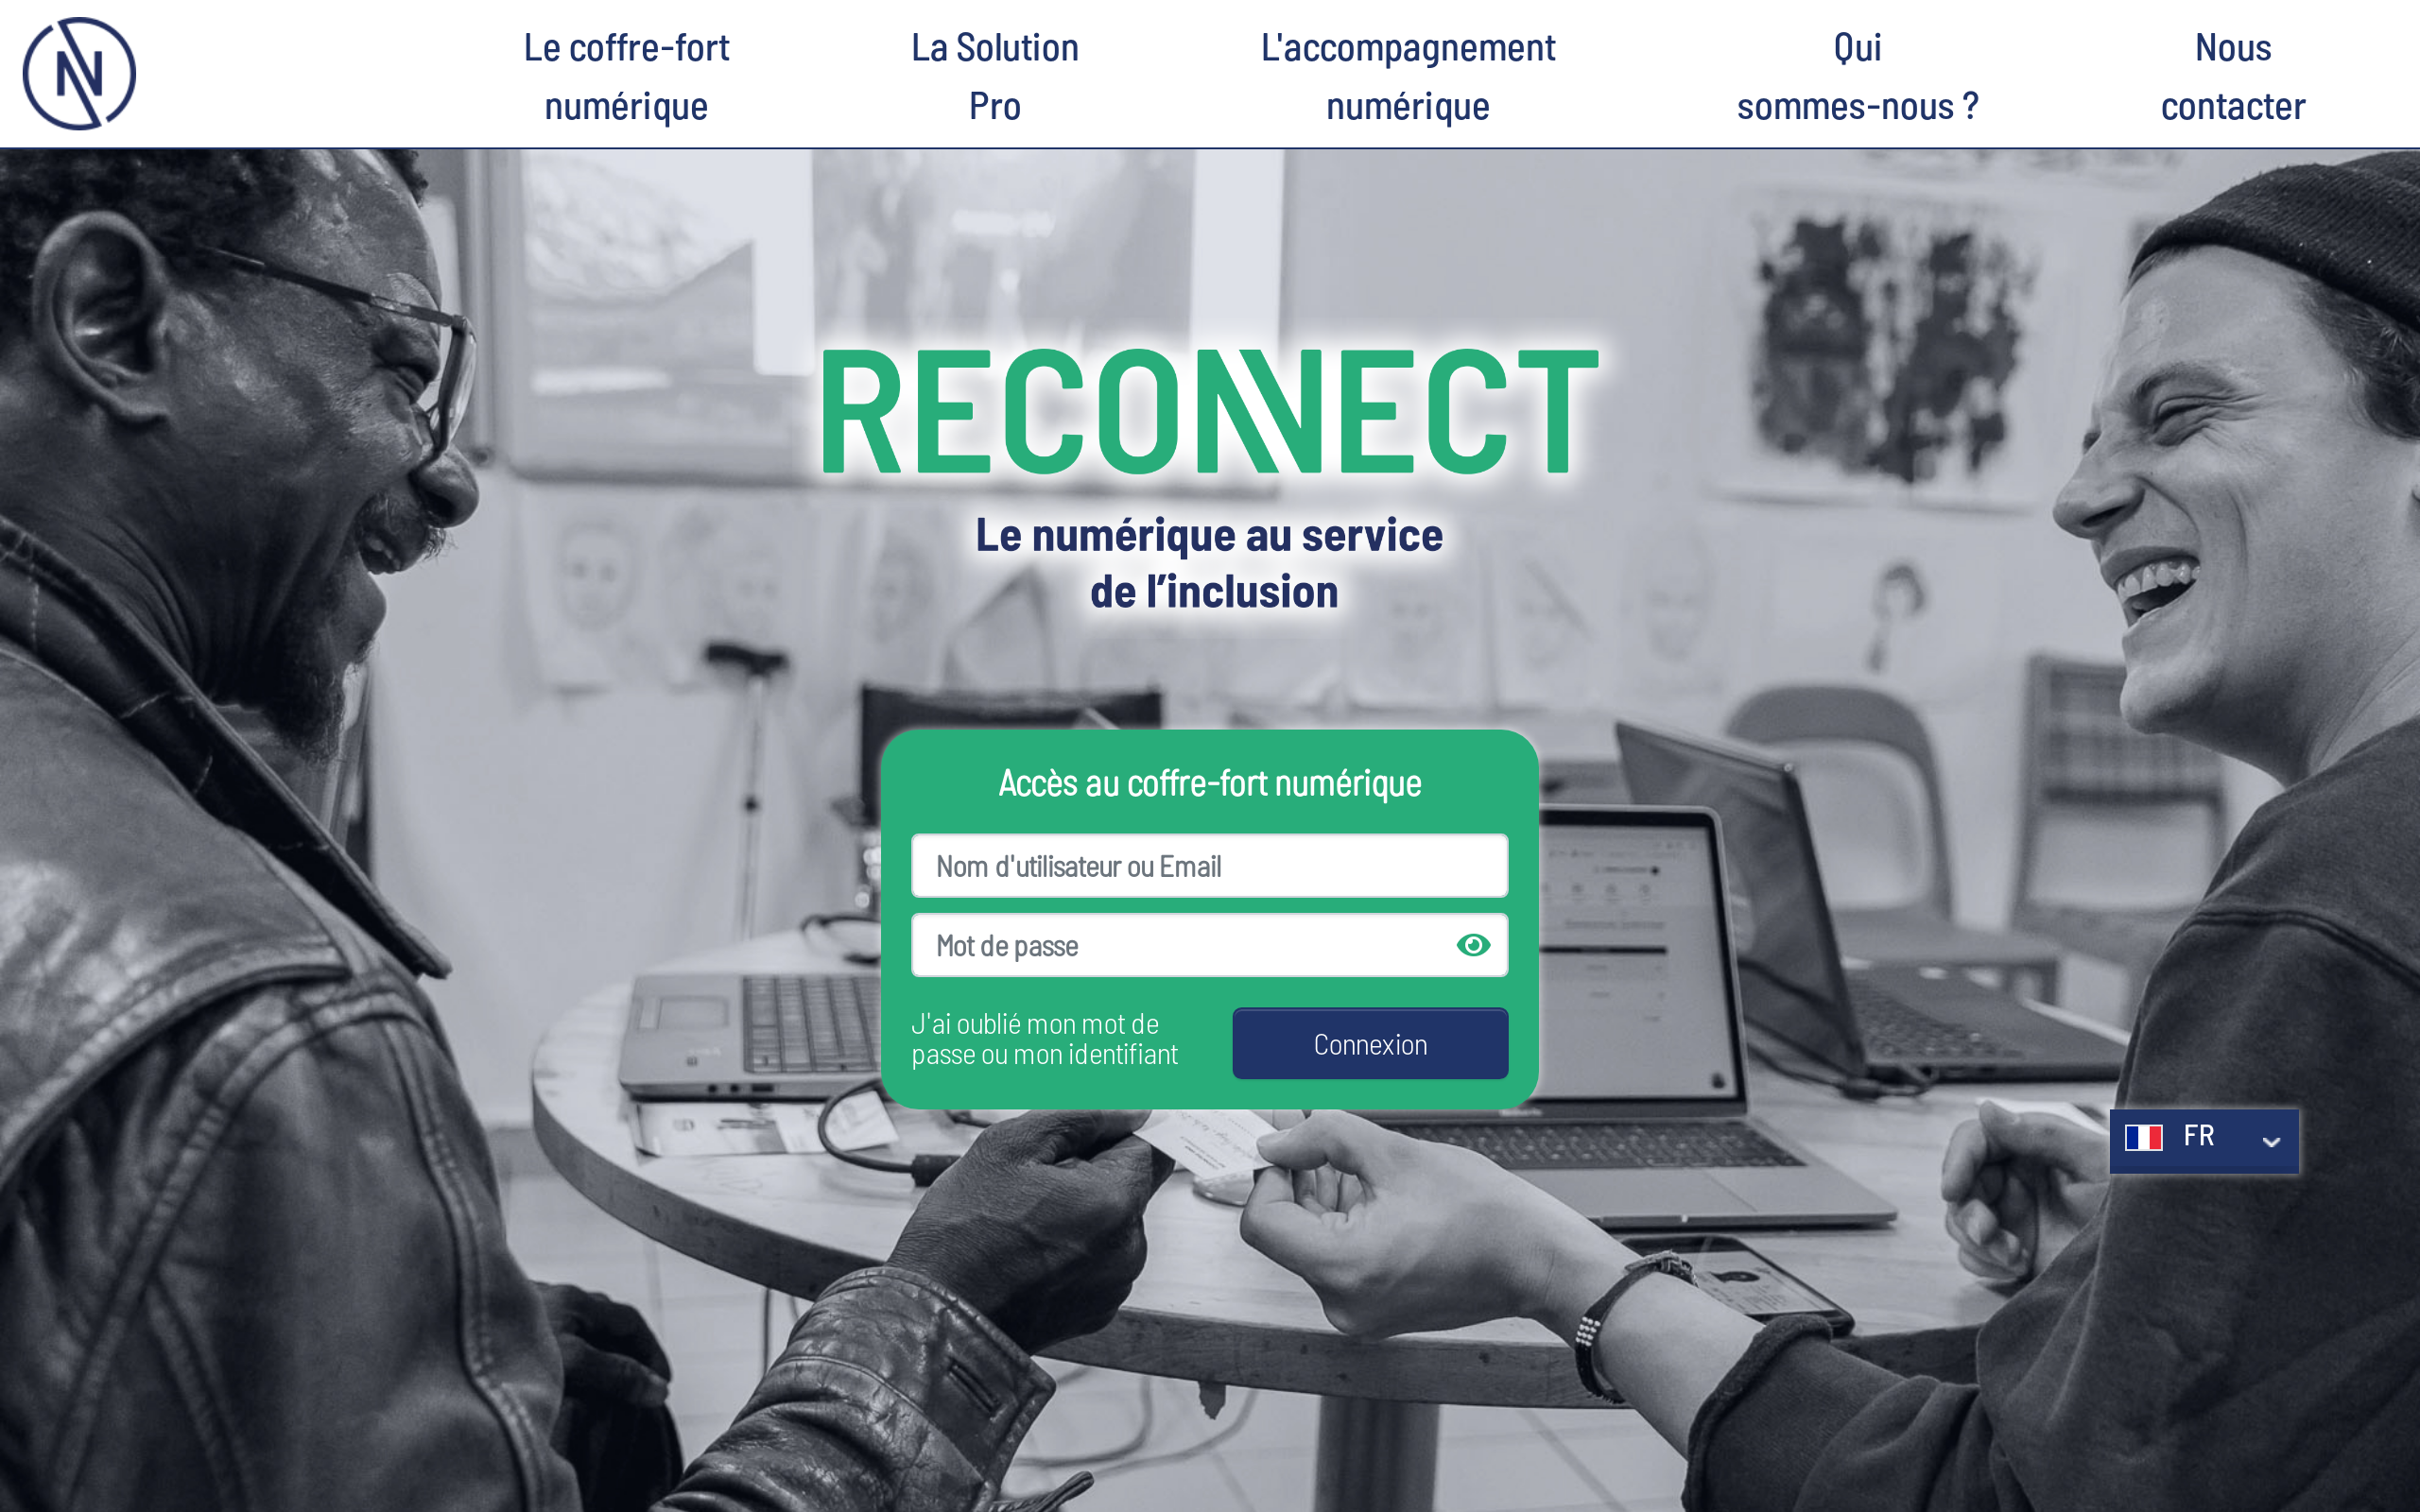 N
Le coffre-fort
numérique
La Solution
Pro
L'accompagnement
numérique
Qui
sommes-nous ?
Nous
contacter
RECONNECT
Le numérique au service
de l’inclusion
Accès au coffre-fort numérique
Nom d'utilisateur ou Email
Mot de passe
J'ai oublié mon mot de
passe ou mon identifiant
Connexion
FR